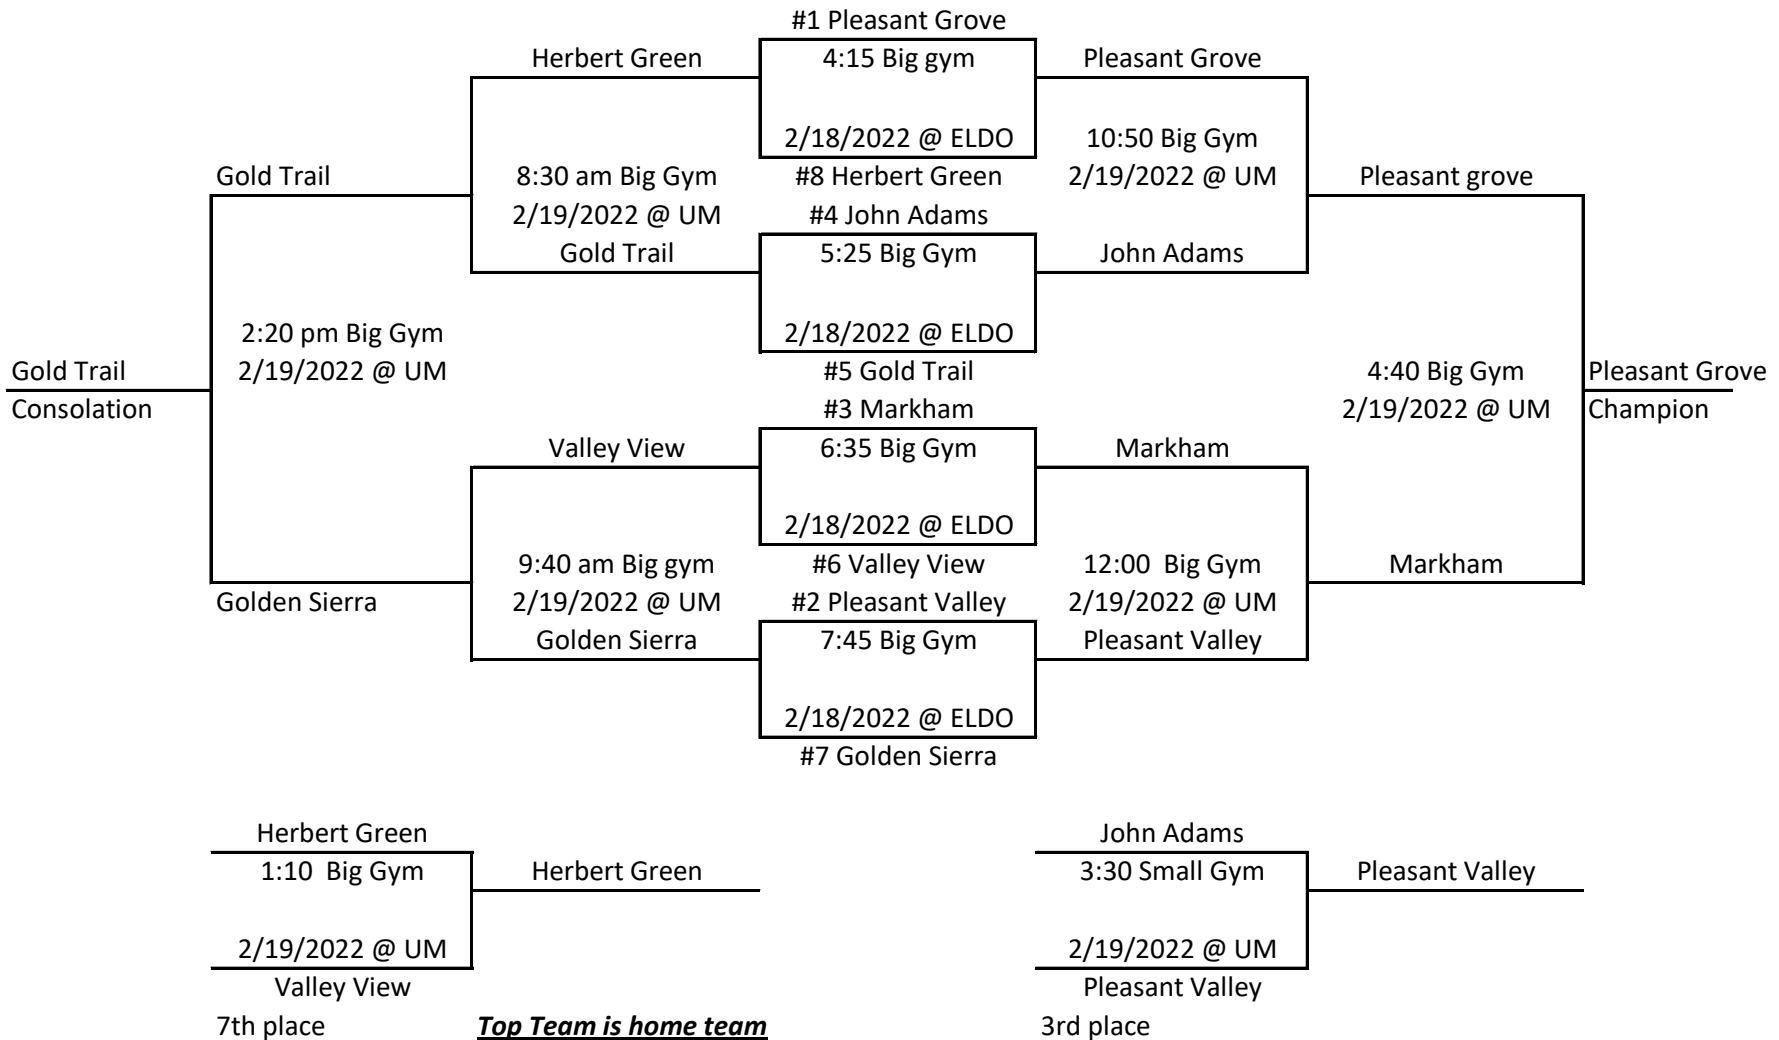 #1 Pleasant Grove
Herbert Green 4:15 Big gym Pleasant Grove
2/18/2022 @ ELDO 10:50 Big Gym
Gold Trail 8:30 am Big Gym #8 Herbert Green 2/19/2022 @ UM Pleasant grove
2/19/2022 @ UM #4 John Adams
Gold Trail 5:25 Big Gym John Adams
2:20 pm Big Gym 2/18/2022 @ ELDO
Gold Trail 2/19/2022 @ UM #5 Gold Trail 4:40 Big Gym Pleasant Grove
Consolation #3 Markham 2/19/2022 @ UM Champion
Valley View 6:35 Big Gym Markham
2/18/2022 @ ELDO
9:40 am Big gym #6 Valley View 12:00 Big Gym Markham
Golden Sierra 2/19/2022 @ UM #2 Pleasant Valley 2/19/2022 @ UM
Golden Sierra 7:45 Big Gym Pleasant Valley
2/18/2022 @ ELDO
#7 Golden Sierra
Herbert Green John Adams
1:10 Big Gym Herbert Green 3:30 Small Gym Pleasant Valley
2/19/2022 @ UM 2/19/2022 @ UM
Valley View Pleasant Valley
7th place Top Team is home team 3rd place